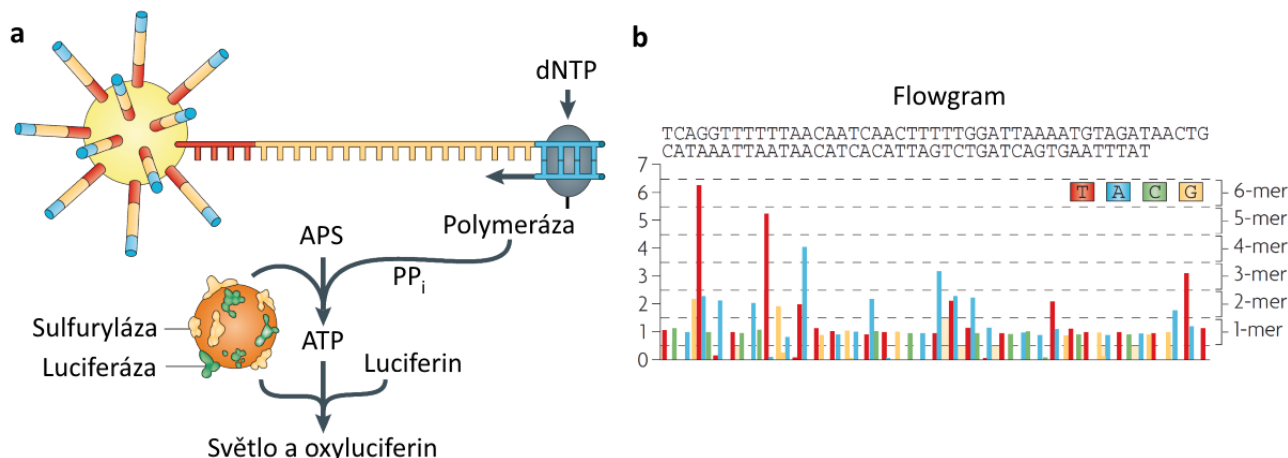 a
dNTP
Polymeráza
APS
PPi
Sulfuryláza
Luciferáza
ATP
Luciferin
Světlo a oxyluciferin
b
Flowgram
TCAGGTTTTTTAACAATCAACTTTTTGGATTAAAATGTAGATAACTG
CATAAATTAATAACATCACATTAGTCTGATCAGTGAATTTAT
7
6
5
4
3
2
1
0
T A C G
6-mer
5-mer
4-mer
3-mer
2-mer
1-mer